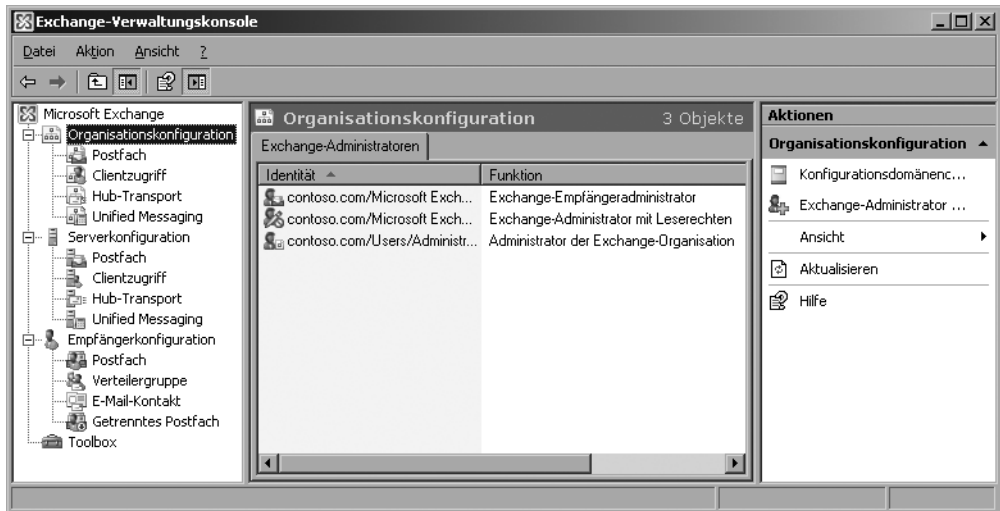 Exchange-Verwaltungskonsole
Datei Aktion Ansicht ?
Microsoft Exchange
Organisationskonfiguration
Postfach
Clientzugriff
Hub-Transport
Unified Messaging
Serverkonfiguration
Postfach
Clientzugriff
Hub-Transport
Unified Messaging
Empfängerkonfiguration
Postfach
Verteilergruppe
E-Mail-Kontakt
Getrenntes Postfach
Toolbox
Organisationskonfiguration 3 Objekte
Exchange-Administratoren
Identität Funktion
contoso.com/Microsoft Exch... Exchange-Empfängeradministrator
contoso.com/Microsoft Exch... Exchange-Administrator mit Leserechten
contoso.com/Users/Administr... Administrator der Exchange-Organisation
Aktionen
Organisationskonfiguration
Konfigurationsdomänenc...
Exchange-Administrator ...
Ansicht
Aktualisieren
Hilfe